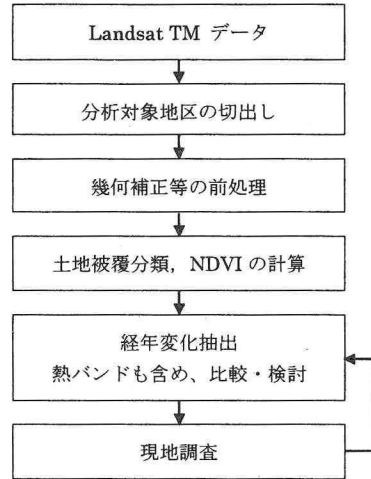 Landsat TM データ
分析対象地区の切出し
幾何補正等の前処理
土地被覆分類，NDVI の計算
経年変化抽出
熱バンドも含め、比較・検討
現地調査